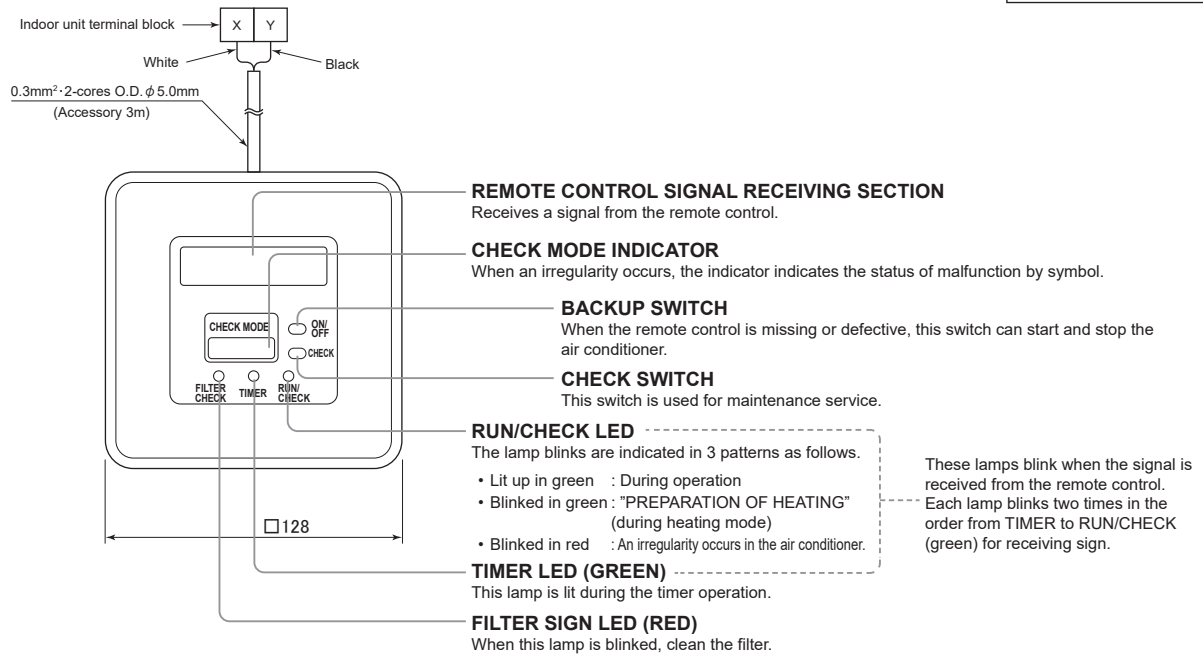 Indoor unit terminal block
X Y
White
Black
0.3mm²·2-cores O.D. φ 5.0mm
(Accessory 3m)
REMOTE CONTROL SIGNAL RECEIVING SECTION
Receives a signal from the remote control.
CHECK MODE INDICATOR
When an irregularity occurs, the indicator indicates the status of malfunction by symbol.
BACKUP SWITCH
When the remote control is missing or defective, this switch can start and stop the
air conditioner.
CHECK SWITCH
This switch is used for maintenance service.
CHECK MODE
ON/
OFF
CHECK
FILTER
CHECK
TIMER
RUN/
CHECK
□128
RUN/CHECK LED
The lamp blinks are indicated in 3 patterns as follows.
• Lit up in green : During operation
• Blinked in green : ”PREPARATION OF HEATING”
(during heating mode)
• Blinked in red : An irregularity occurs in the air conditioner.
TIMER LED (GREEN)
This lamp is lit during the timer operation.
FILTER SIGN LED (RED)
When this lamp is blinked, clean the filter.
These lamps blink when the signal is
received from the remote control.
Each lamp blinks two times in the
order from TIMER to RUN/CHECK
(green) for receiving sign.